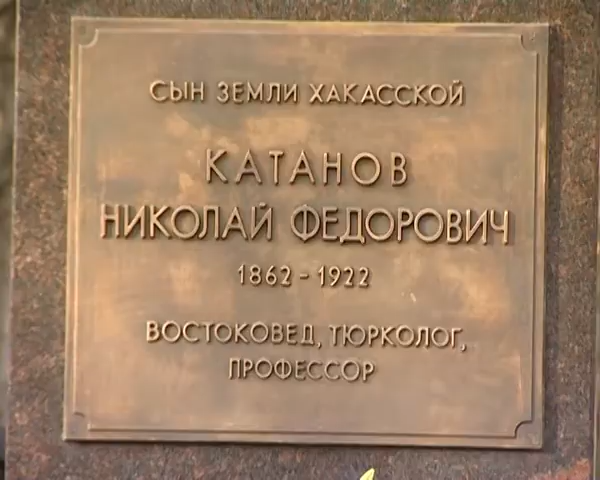 СЫН ЗЕМЛИ ХАКАССКОЙ
КАТАНОВ
НИКОЛАЙ ФЕДОРОВИЧ
1862-1922
ВОСТОКОВЕД, ТЮРКОЛОГ,
ПРОФЕССОР